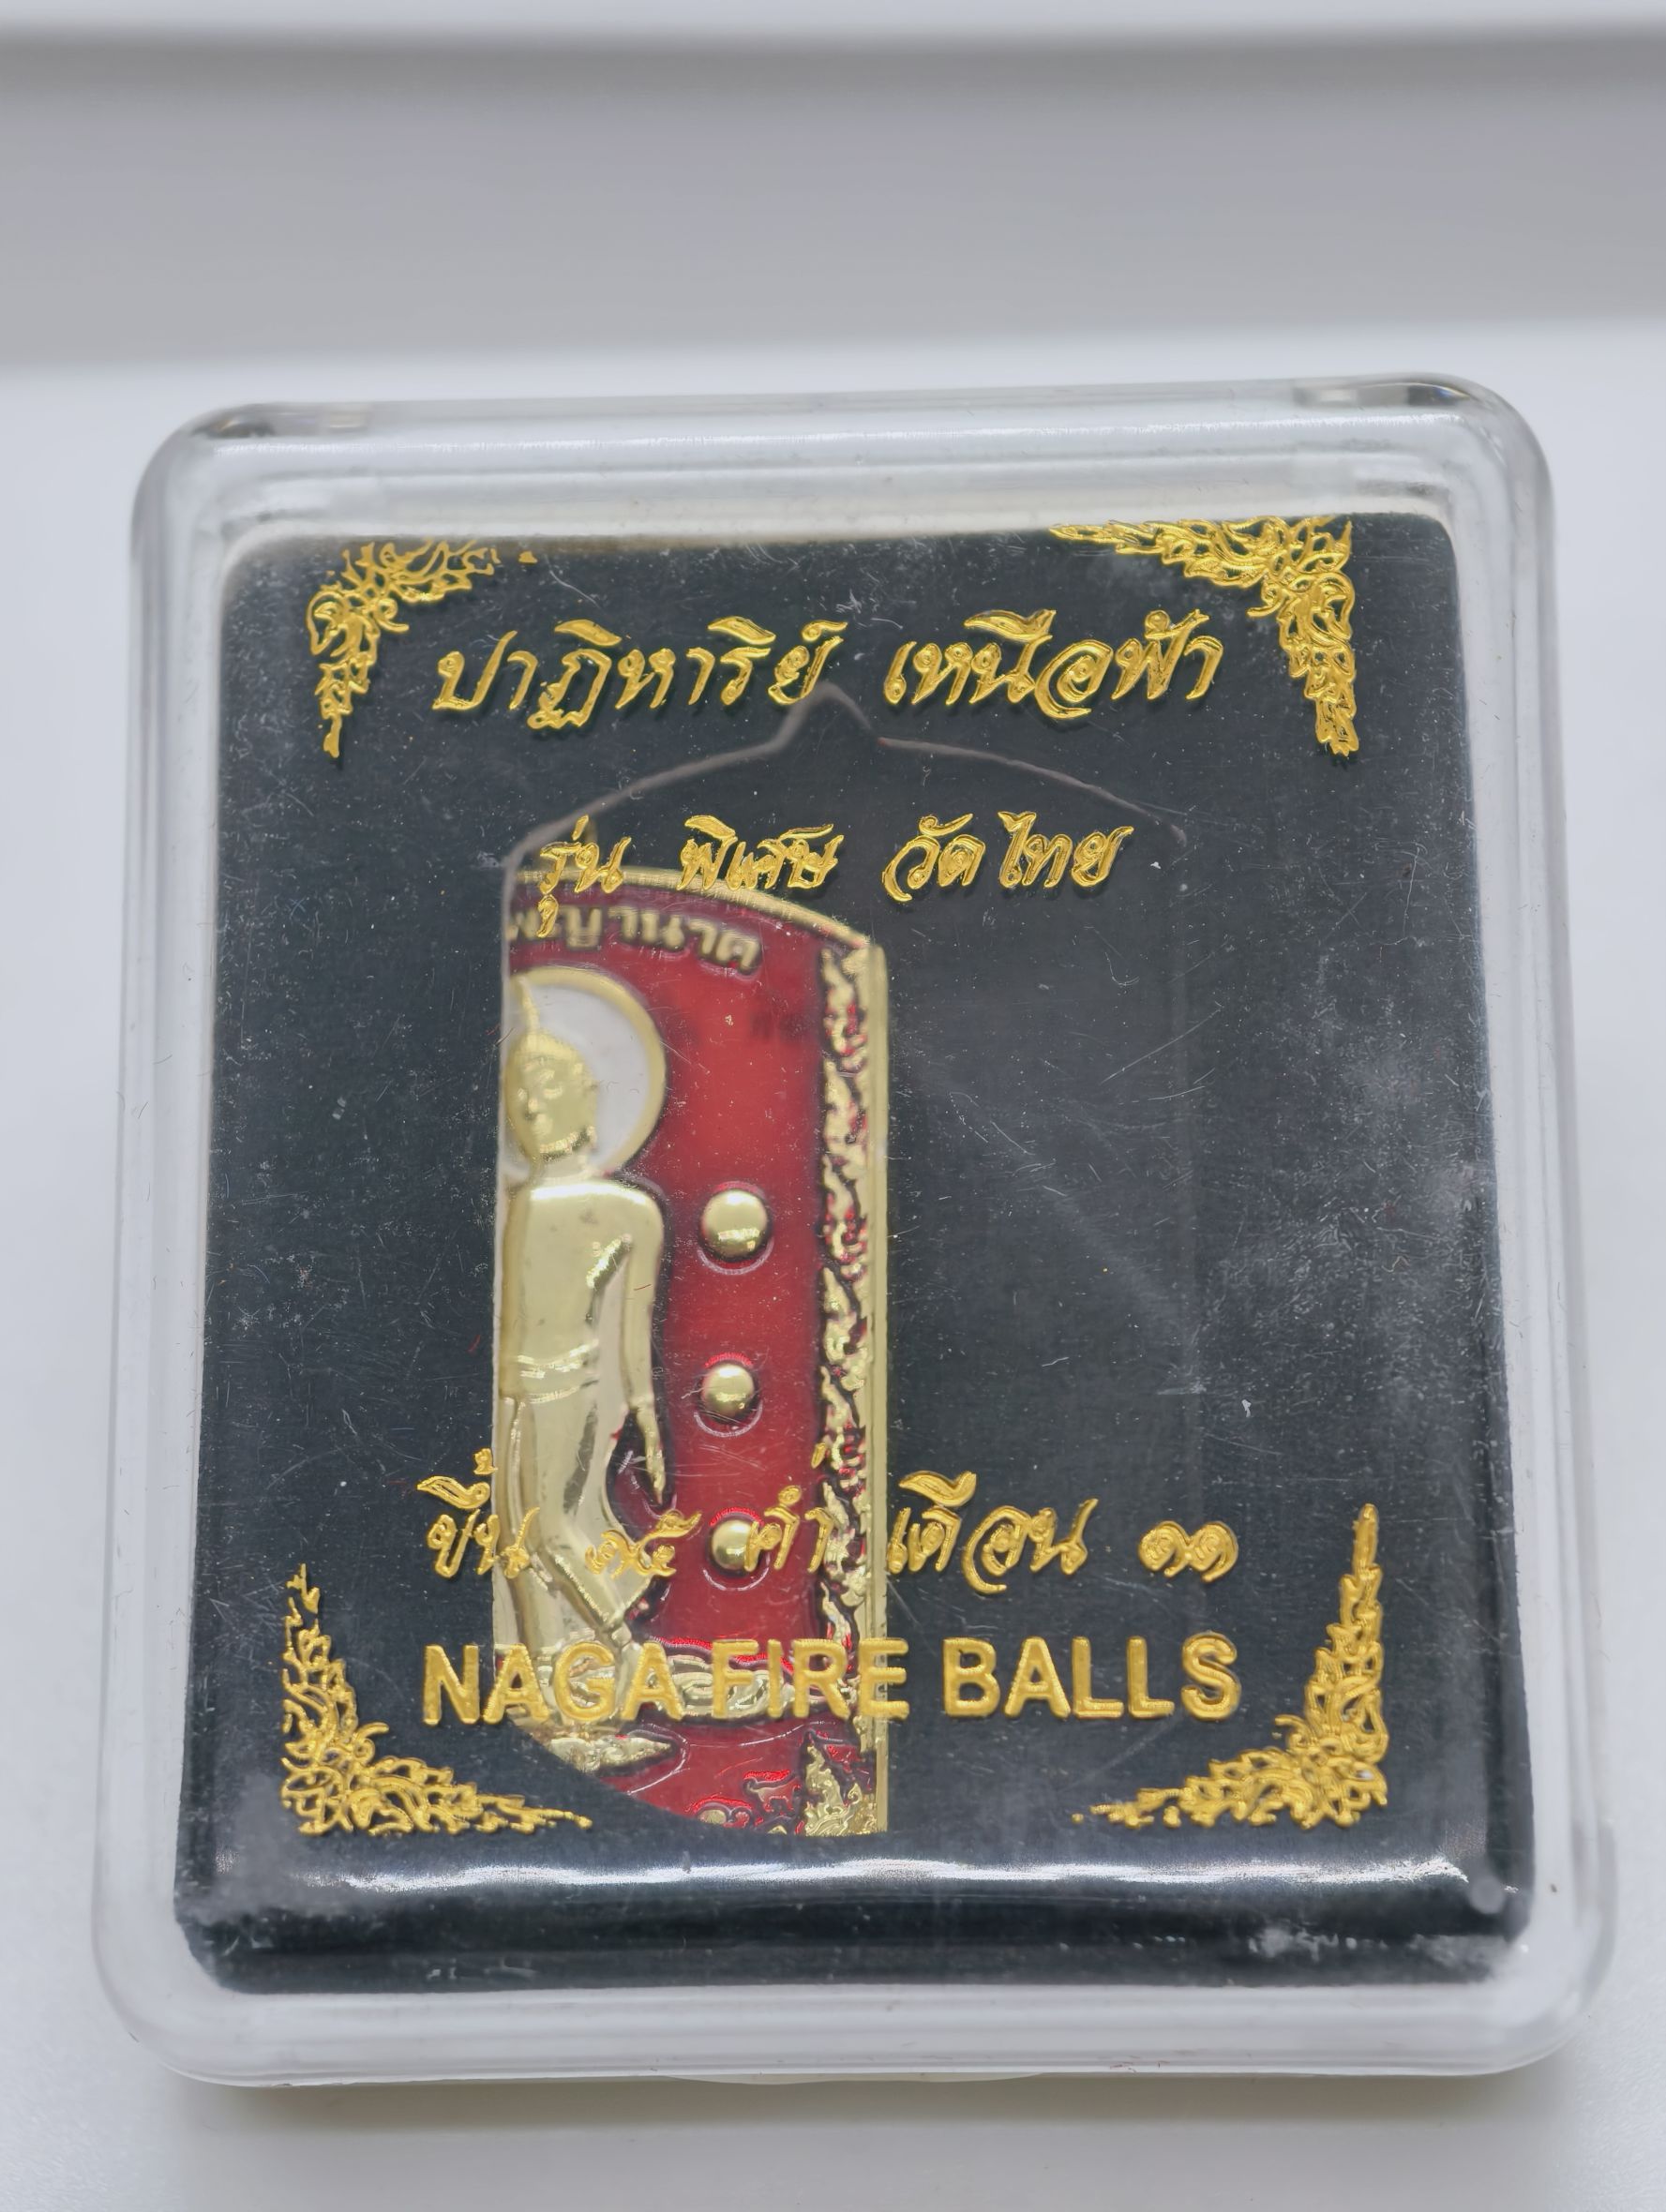 ปาฏิหาริย์ เหนือฟ้า
รุ่น พิเศษ วัดไทย
พญานาค
ขึ้น ๑๕ ค่ำ เดือน ๑๑
NAGA FIRE BALLS